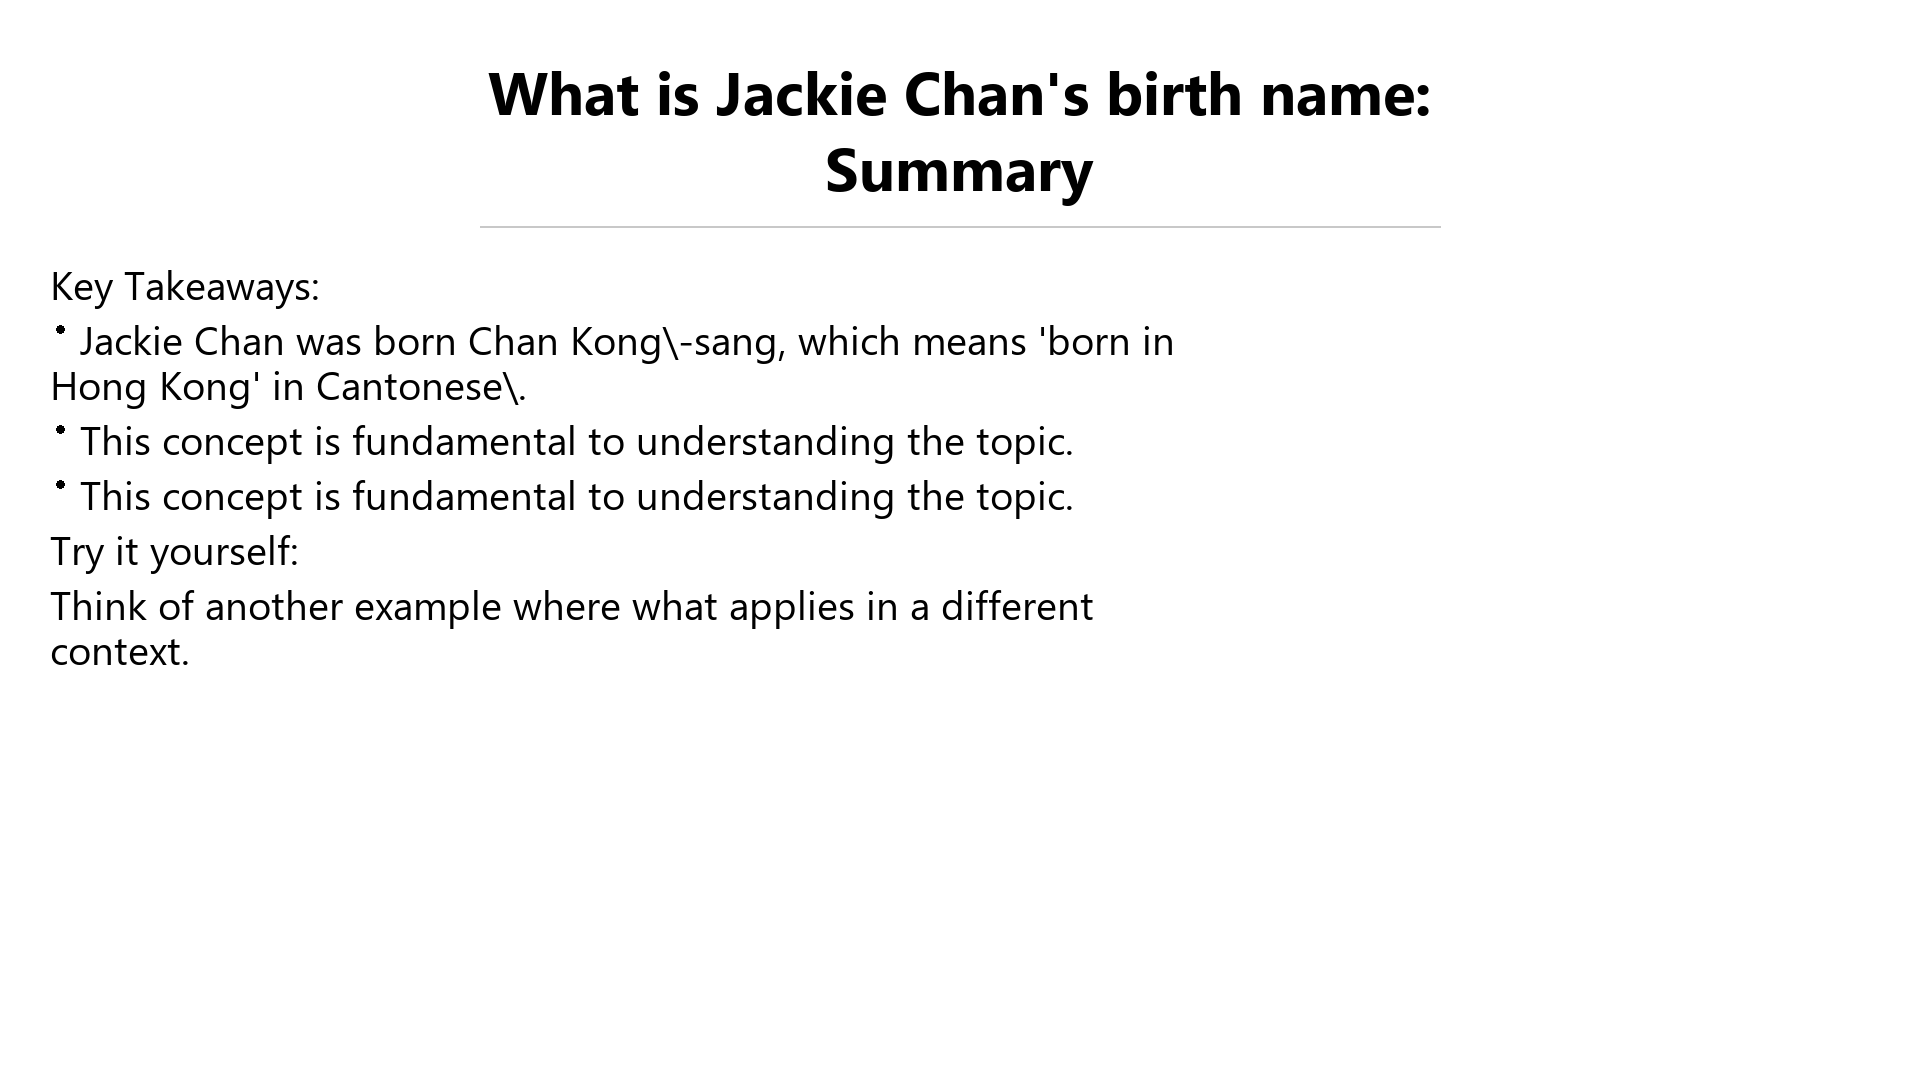 What is Jackie Chan's birth name:
Summary
Key Takeaways:
• Jackie Chan was born Chan Kong\-sang, which means 'born in
Hong Kong' in Cantonese\.
• This concept is fundamental to understanding the topic.
• This concept is fundamental to understanding the topic.
Try it yourself:
Think of another example where what applies in a different
context.